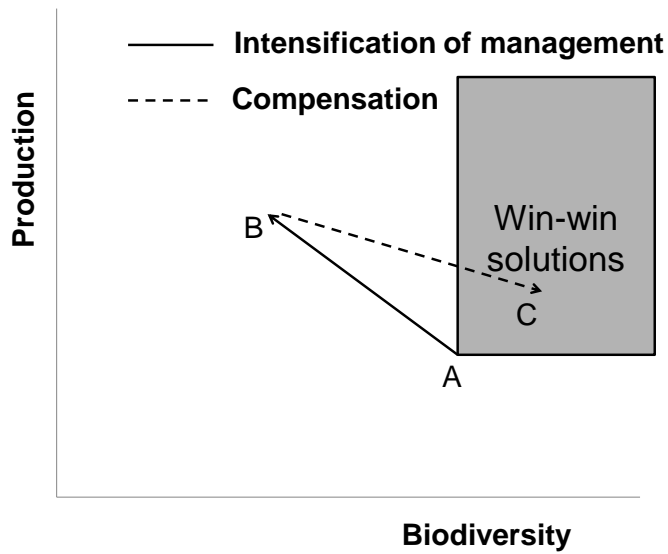 Intensification of management
Compensation
Production
B
Win-win
solutions
C
A
Biodiversity